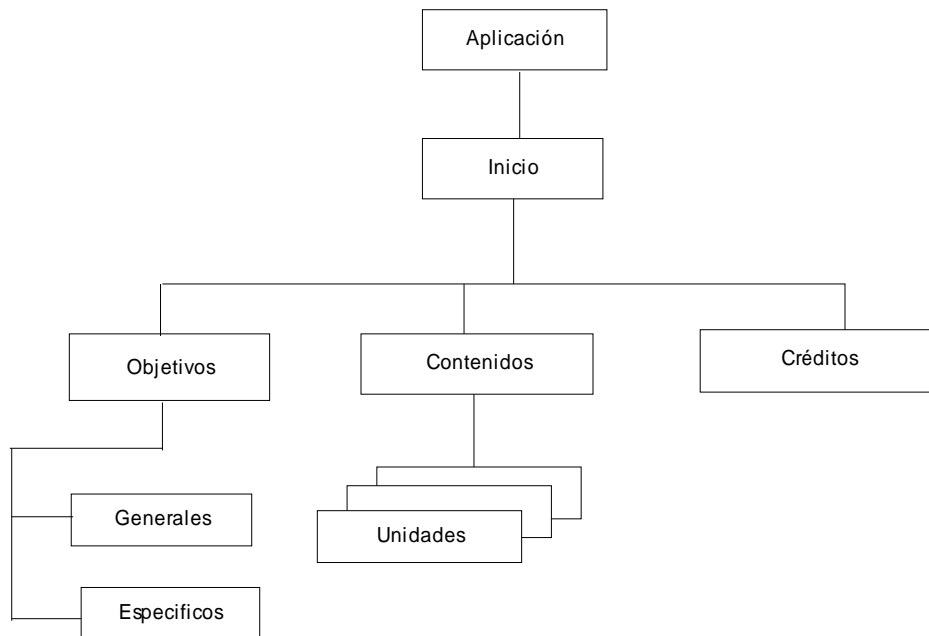 Aplicación
Inicio
Objetivos
Contenidos
Créditos
Generales
Unidades
Especificos